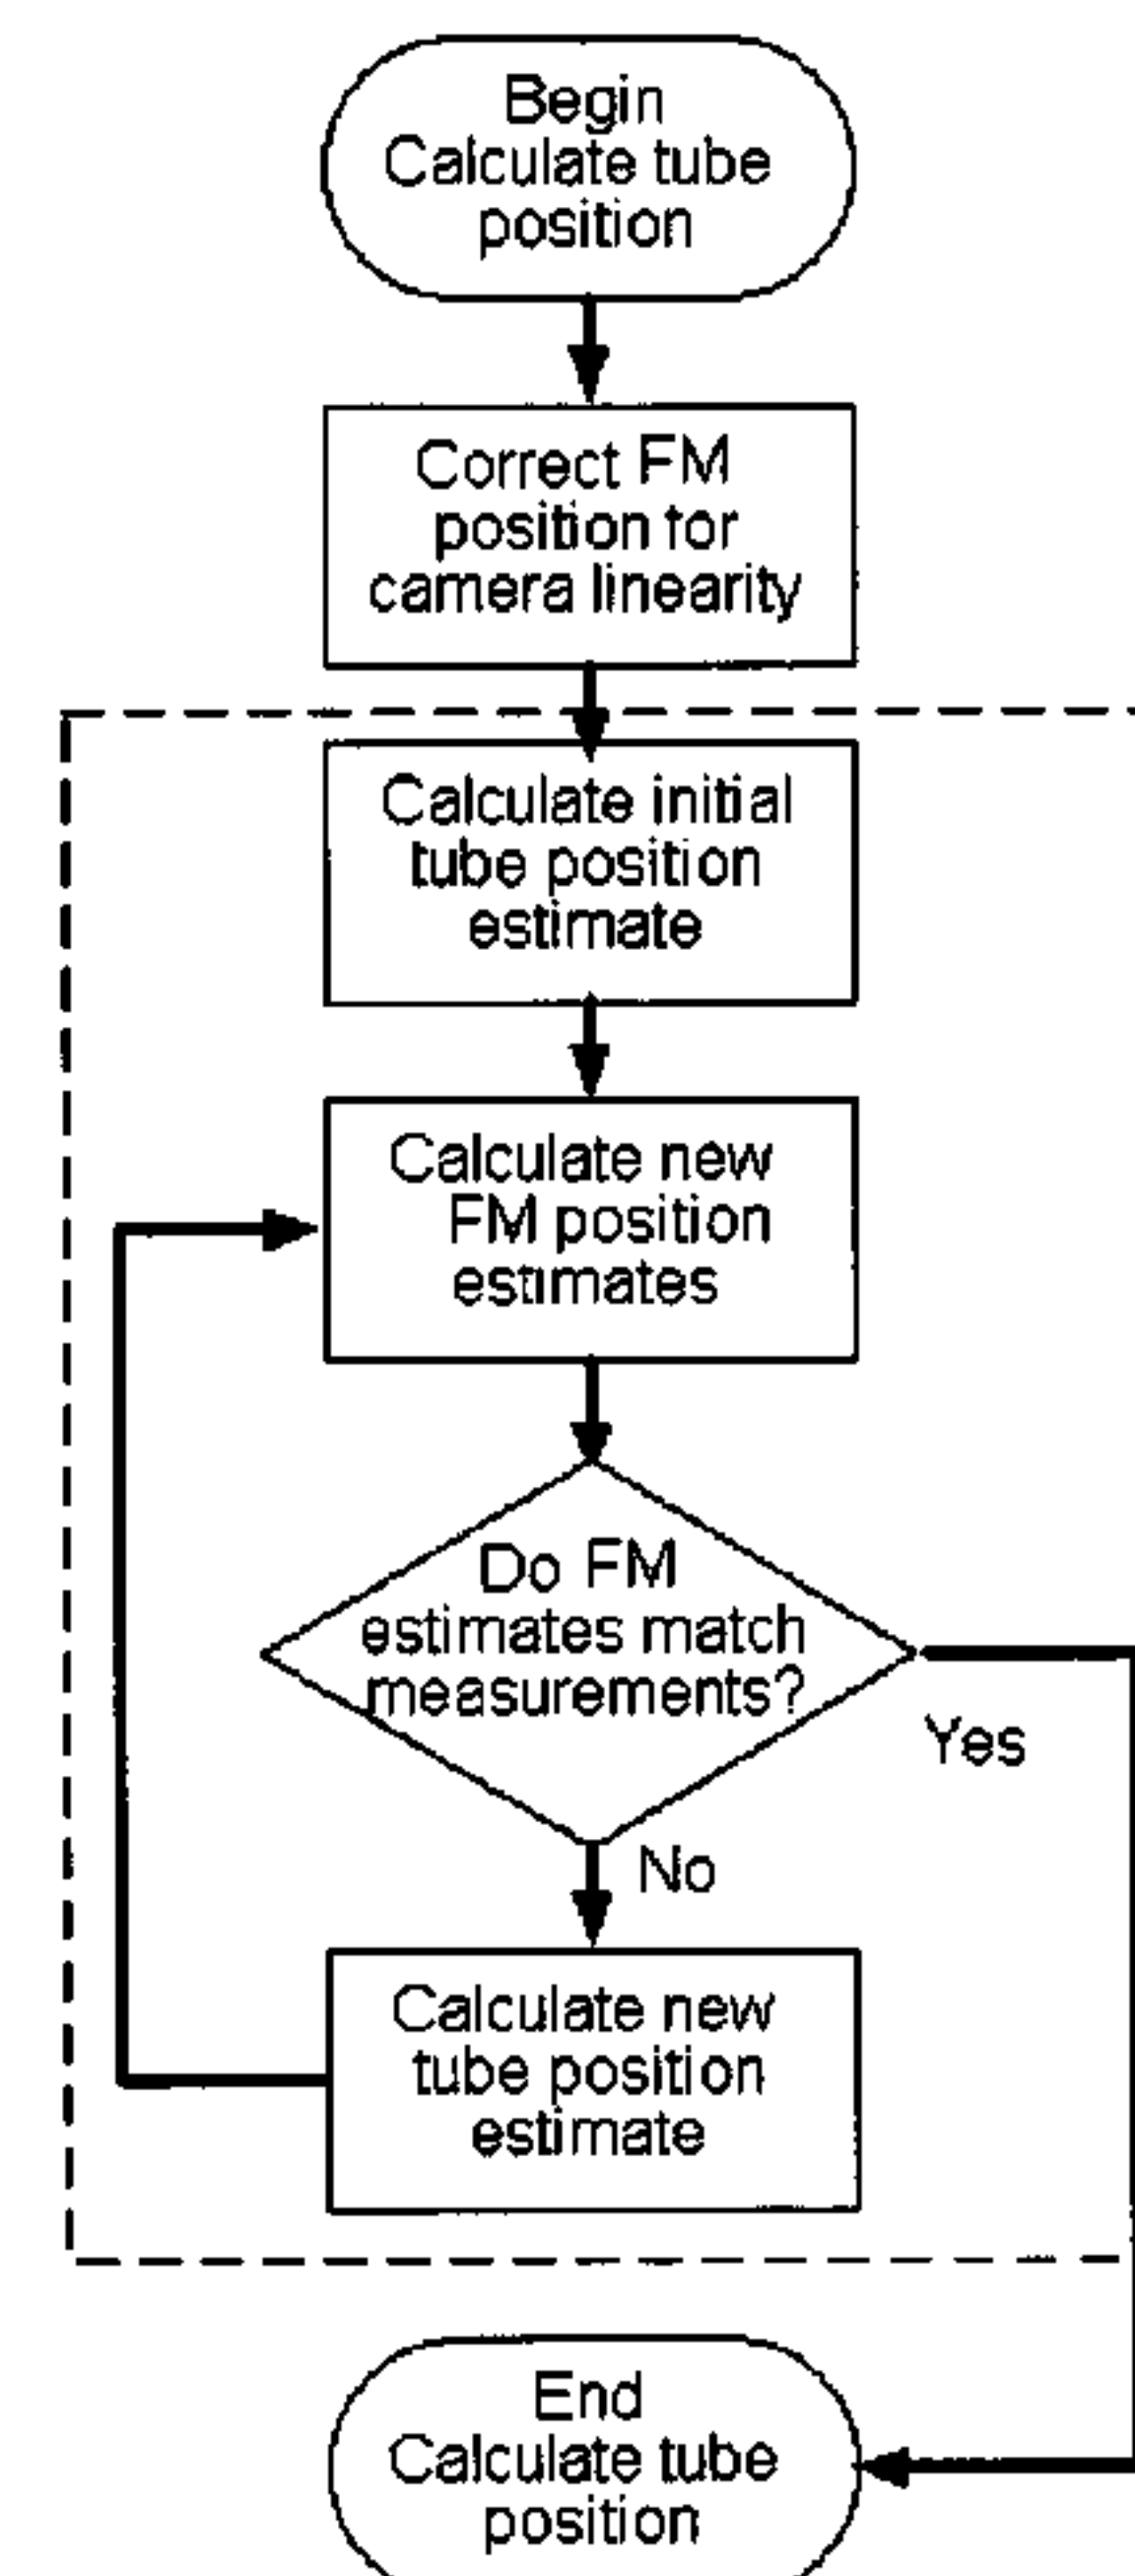 Begin
Calculate tube
position
Correct FM
position for
camera linearity
Calculate initial
tube position
estimate
Calculate new
FM position
estimates
Do FM
estimates match
measurements?
Yes
No
Calculate new
tube position
estimate
End
Calculate tube
position